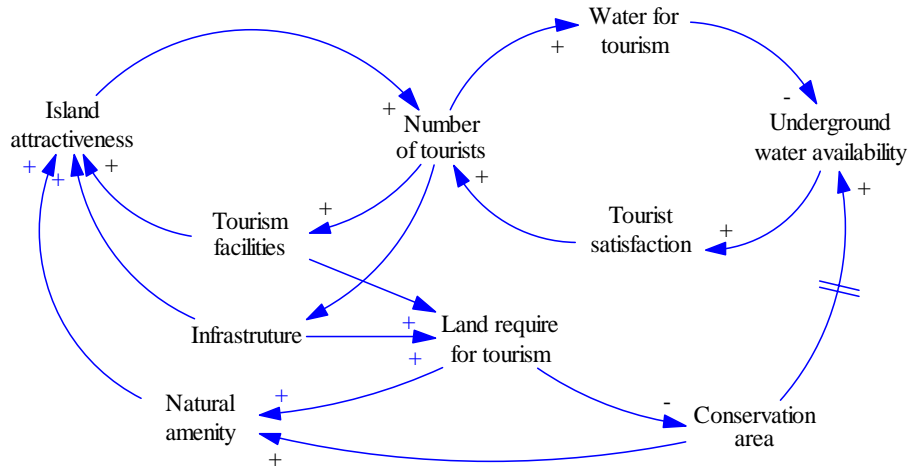 Water for
tourism
+
-
Island
attractiveness
+
Number
of tourists
Underground
water availability
+
+
+
+
+
+
Tourism
facilities
Tourist
satisfaction
+
Infrastruture
+
+
Land require
for tourism
+
Natural
amenity
-
Conservation
area
+